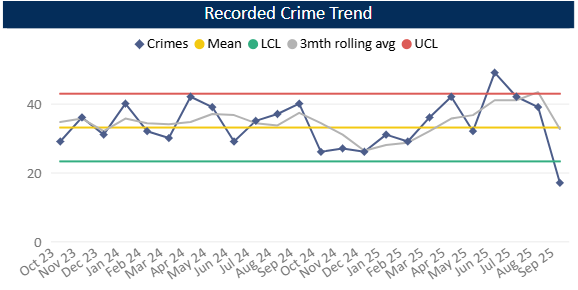 Recorded Crime Trend
Crimes Mean LCL 3mth rolling avg UCL
40
20
0
Oct 23 Nov 23 Dec 23 Jan 24 Feb 24 Mar 24 Apr 24 May 24 Jun 24 Jul 24 Aug 24 Sep 24 Oct 24 Nov 24 Dec 24 Jan 25 Feb 25 Mar 25 Apr 25 May 25 Jun 25 Jul 25 Aug 25 Sep 25